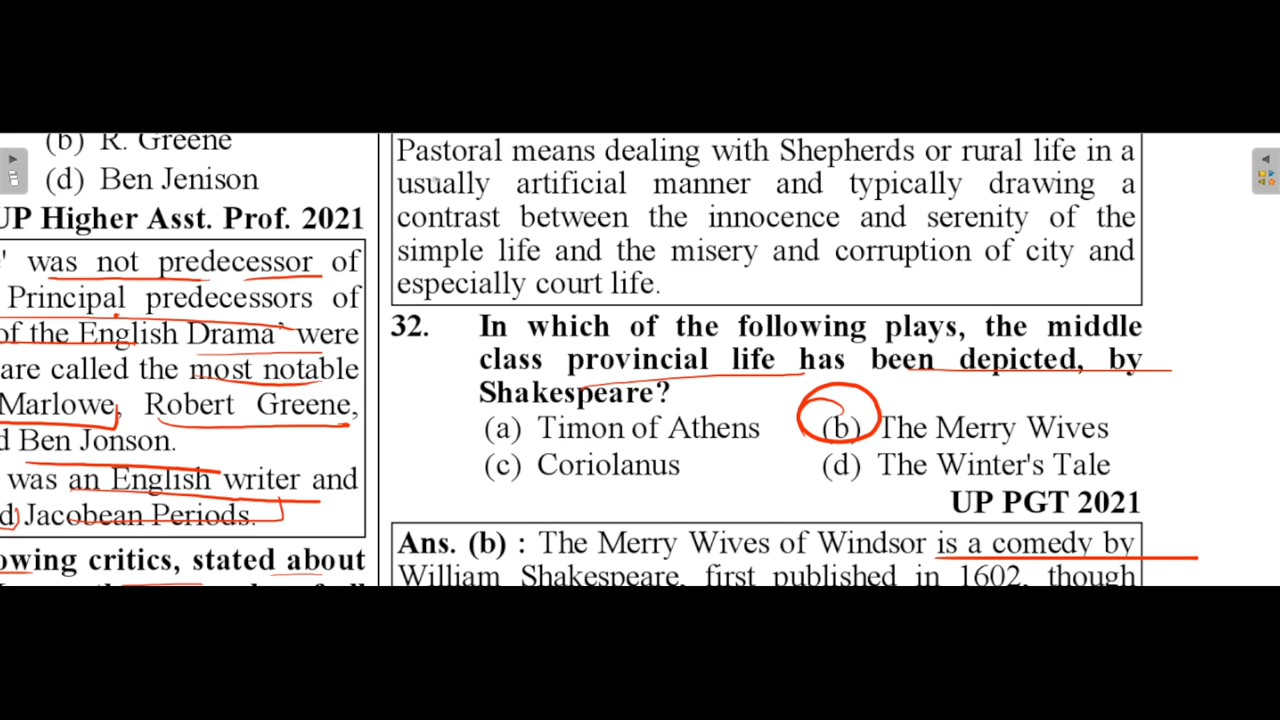 (b) R. Greene
(d) Ben Jenison
UP Higher Asst. Prof. 2021
' was not predecessor of
Principal predecessors of
of the English Drama' were
are called the most notable
Marlowe, Robert Greene,
d Ben Jonson.
was an English writer and
d Jacobean Periods.
owing critics, stated about
Pastoral means dealing with Shepherds or rural life in a
usually artificial manner and typically drawing a
contrast between the innocence and serenity of the
simple life and the misery and corruption of city and
especially court life.
32. In which of the following plays, the middle
class provincial life has been depicted, by
Shakespeare?
(a) Timon of Athens (b) The Merry Wives
(c) Coriolanus (d) The Winter's Tale
UP PGT 2021
Ans. (b) : The Merry Wives of Windsor is a comedy by
William Shakespeare, first published in 1602, though